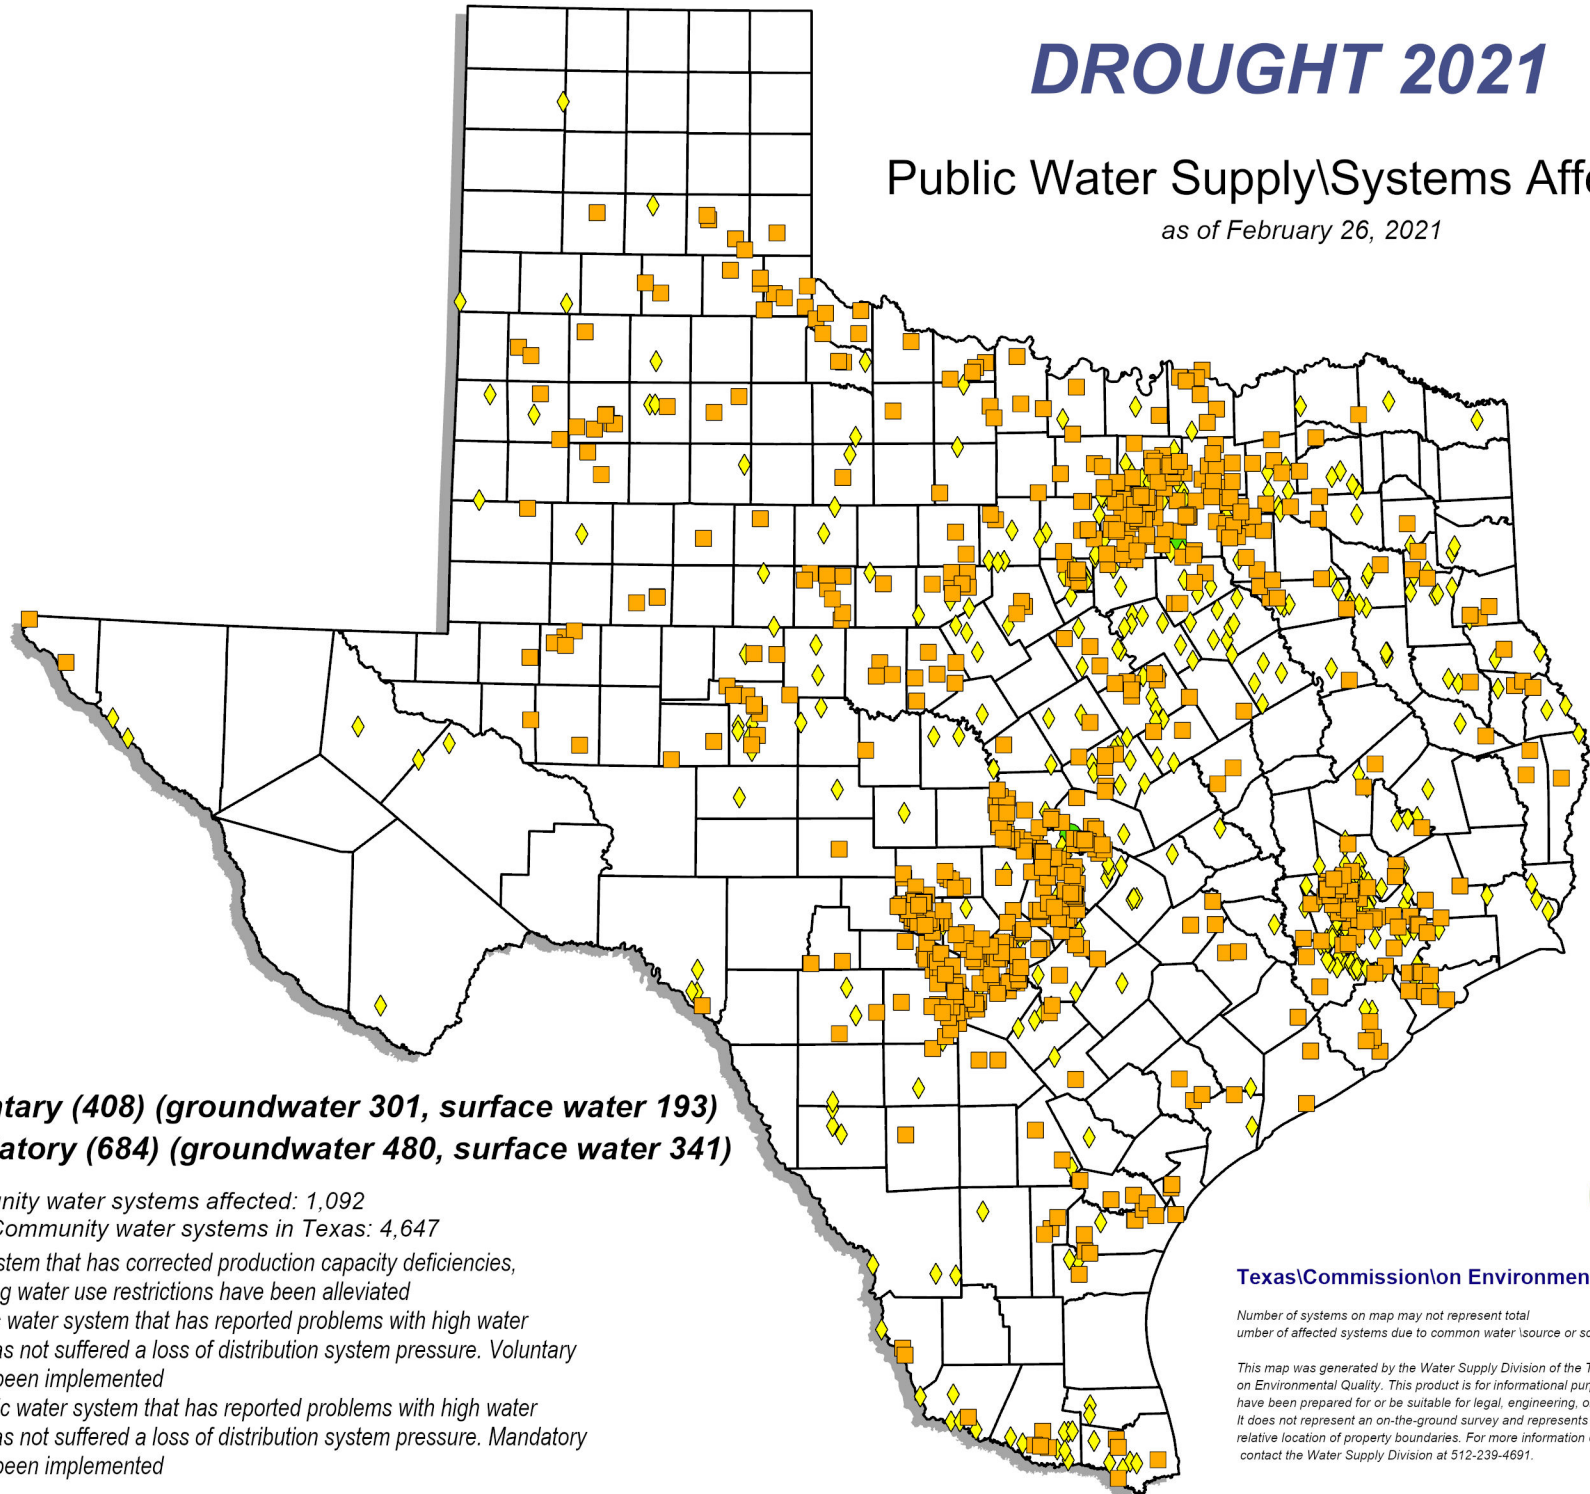 DROUGHT 2021
Public Water Supply\Systems Affe
as of February 26, 2021
ntary (408) (groundwater 301, surface water 193)
atory (684) (groundwater 480, surface water 341)
unity water systems affected: 1,092
Community water systems in Texas: 4,647
stem that has corrected production capacity deficiencies,
g water use restrictions have been alleviated
c water system that has reported problems with high water
as not suffered a loss of distribution system pressure. Voluntary
been implemented
ic water system that has reported problems with high water
as not suffered a loss of distribution system pressure. Mandatory
been implemented
Texas\Commission\on Environmen
Number of systems on map may not represent total
umber of affected systems due to common water \source or so
This map was generated by the Water Supply Division of the T
on Environmental Quality. This product is for informational pur
have been prepared for or be suitable for legal, engineering, o
It does not represent an on-the-ground survey and represents
relative location of property boundaries. For more information
contact the Water Supply Division at 512-239-4691.